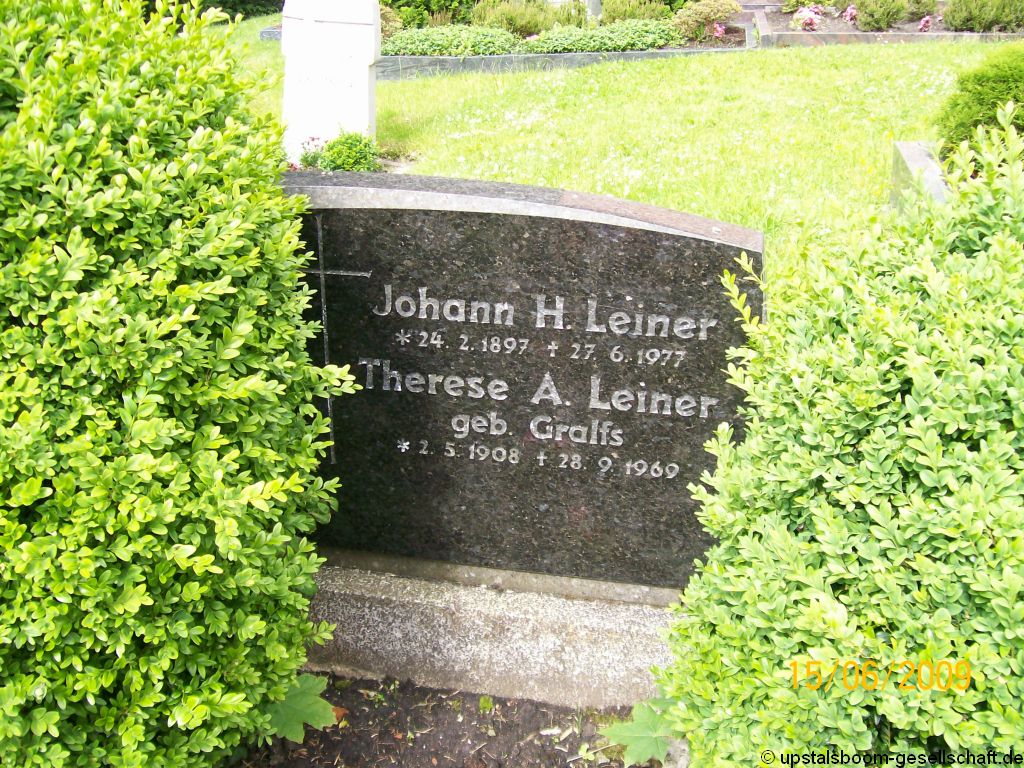 Johann H. Leiner
* 24. 2. 1897 + 27. 6. 1977
Therese A. Leiner
geb. Gralfs
* 2. 5. 1908 + 28. 9. 1969
15/06/2009
© upstalsboom-gesellschaft.de